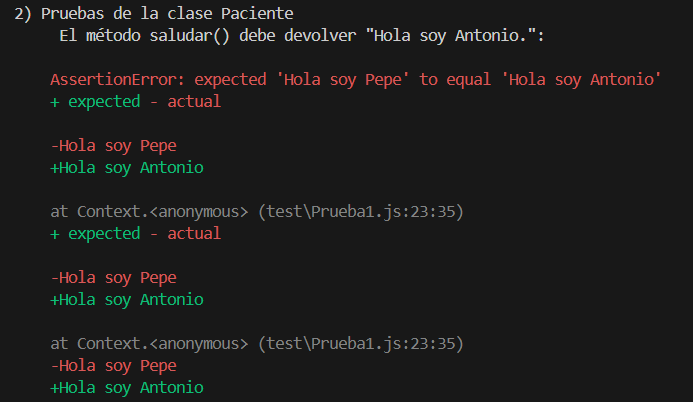 2) Pruebas de la clase Paciente
El método saludar() debe devolver "Hola soy Antonio.":
AssertionError: expected 'Hola soy Pepe' to equal 'Hola soy Antonio'
+ expected - actual
-Hola soy Pepe
+Hola soy Antonio
at Context.<anonymous> (test\Prueba1.js:23:35)
+ expected - actual
-Hola soy Pepe
+Hola soy Antonio
at Context.<anonymous> (test\Prueba1.js:23:35)
-Hola soy Pepe
+Hola soy Antonio